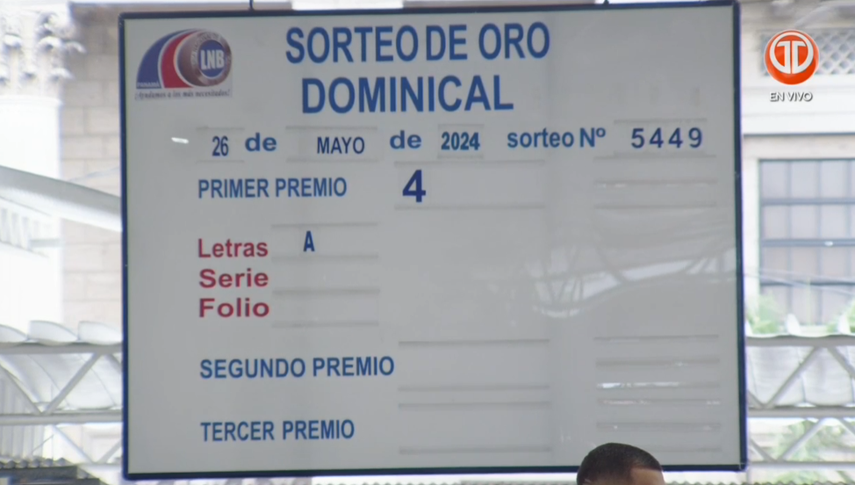 LNB
SORTEO DE ORO
DOMINICAL
26 de MAYO de 2024 sorteo Nº 5449
PRIMER PREMIO 4
Letras A
Serie
Folio
SEGUNDO PREMIO
TERCER PREMIO
EN VIVO